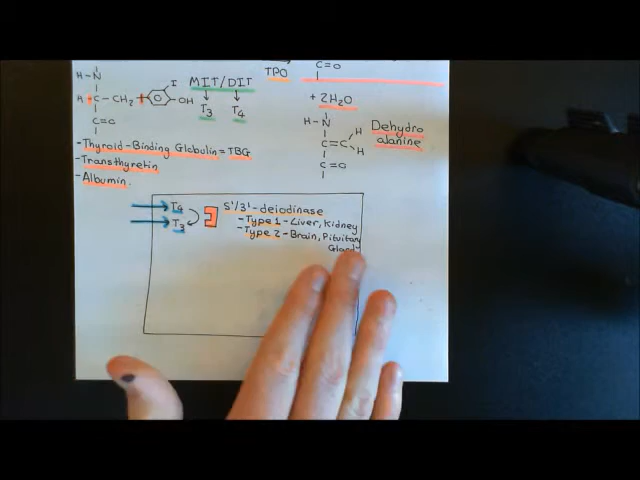 C=O
TPO
H-N
I
MIT/DIT
H C-CH2 OH
T3 T4
C=O
+ 2H2O
H-N
C=C H
H
C=O
Dehydro
alanine
-Thyroid-Binding Globulin = TBG
-Transthyretin
-Albumin.
T4
T3
5'/3'-deiodinase
-Type 1-Liver, Kidney
-Type 2-Brain, Pituitary
Gland